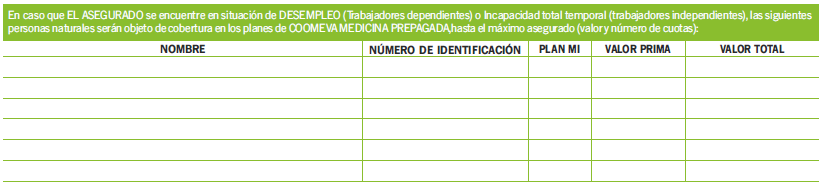 En caso que EL ASEGURADO se encuentre en situación de DESEMPLEO (Trabajadores dependientes) o Incapacidad total temporal (trabajadores independientes), las siguientes
personas naturales serán objeto de cobertura en los planes de COOMEVA MEDICINA PREPAGADA,hasta el máximo asegurado (valor y número de cuotas):
NOMBRE NÚMERO DE IDENTIFICACIÓN PLAN MI VALOR PRIMA VALOR TOTAL